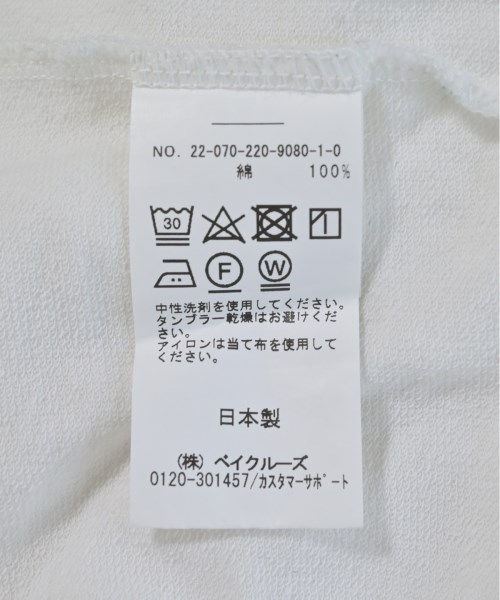 NO. 22-070-220-9080-1-0
綿 100%
30
F W
中性洗剤を使用してください。
タンブラー乾燥はお避けくだ
さい。
アイロンは当て布を使用して
ください。
日本製
(株) ベイクルーズ
0120-301457/カスタマーサポート